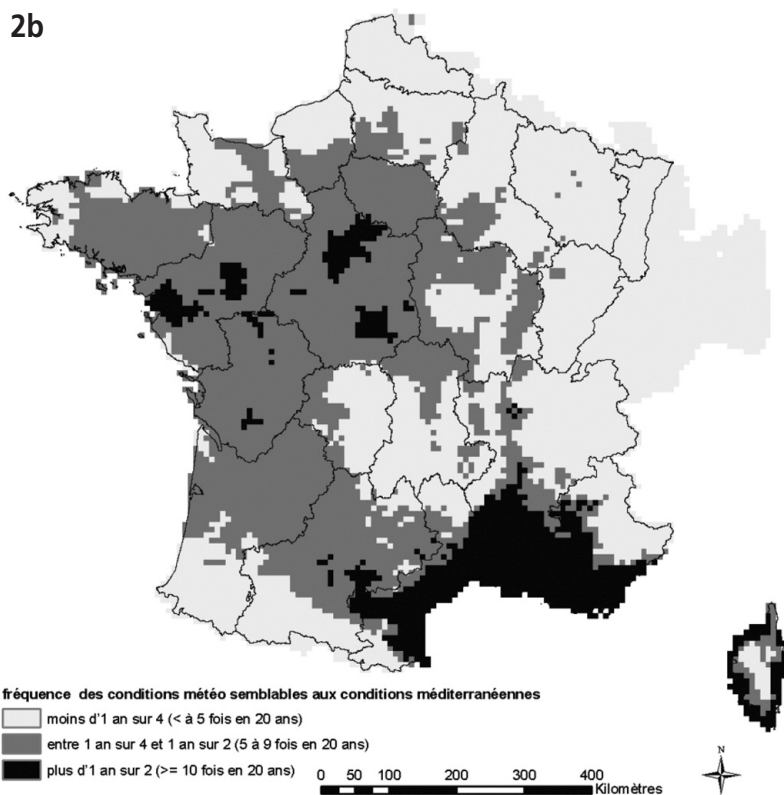 2b
fréquence des conditions météo semblables aux conditions méditerranéennes
moins d'1 an sur 4 (< à 5 fois en 20 ans)
entre 1 an sur 4 et 1 an sur 2 (5 à 9 fois en 20 ans)
plus d'1 an sur 2 (>= 10 fois en 20 ans)
0 50 100 200 300 400
Kilomètres
N